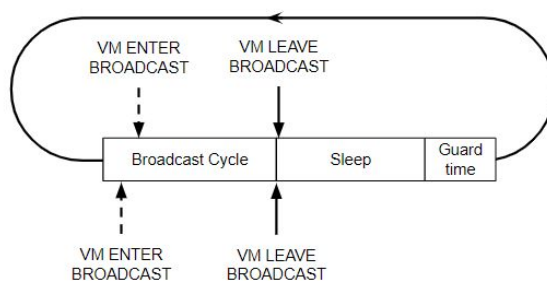 VM ENTER
BROADCAST
VM LEAVE
BROADCAST
Broadcast Cycle
Sleep
Guard
time
VM ENTER
BROADCAST
VM LEAVE
BROADCAST